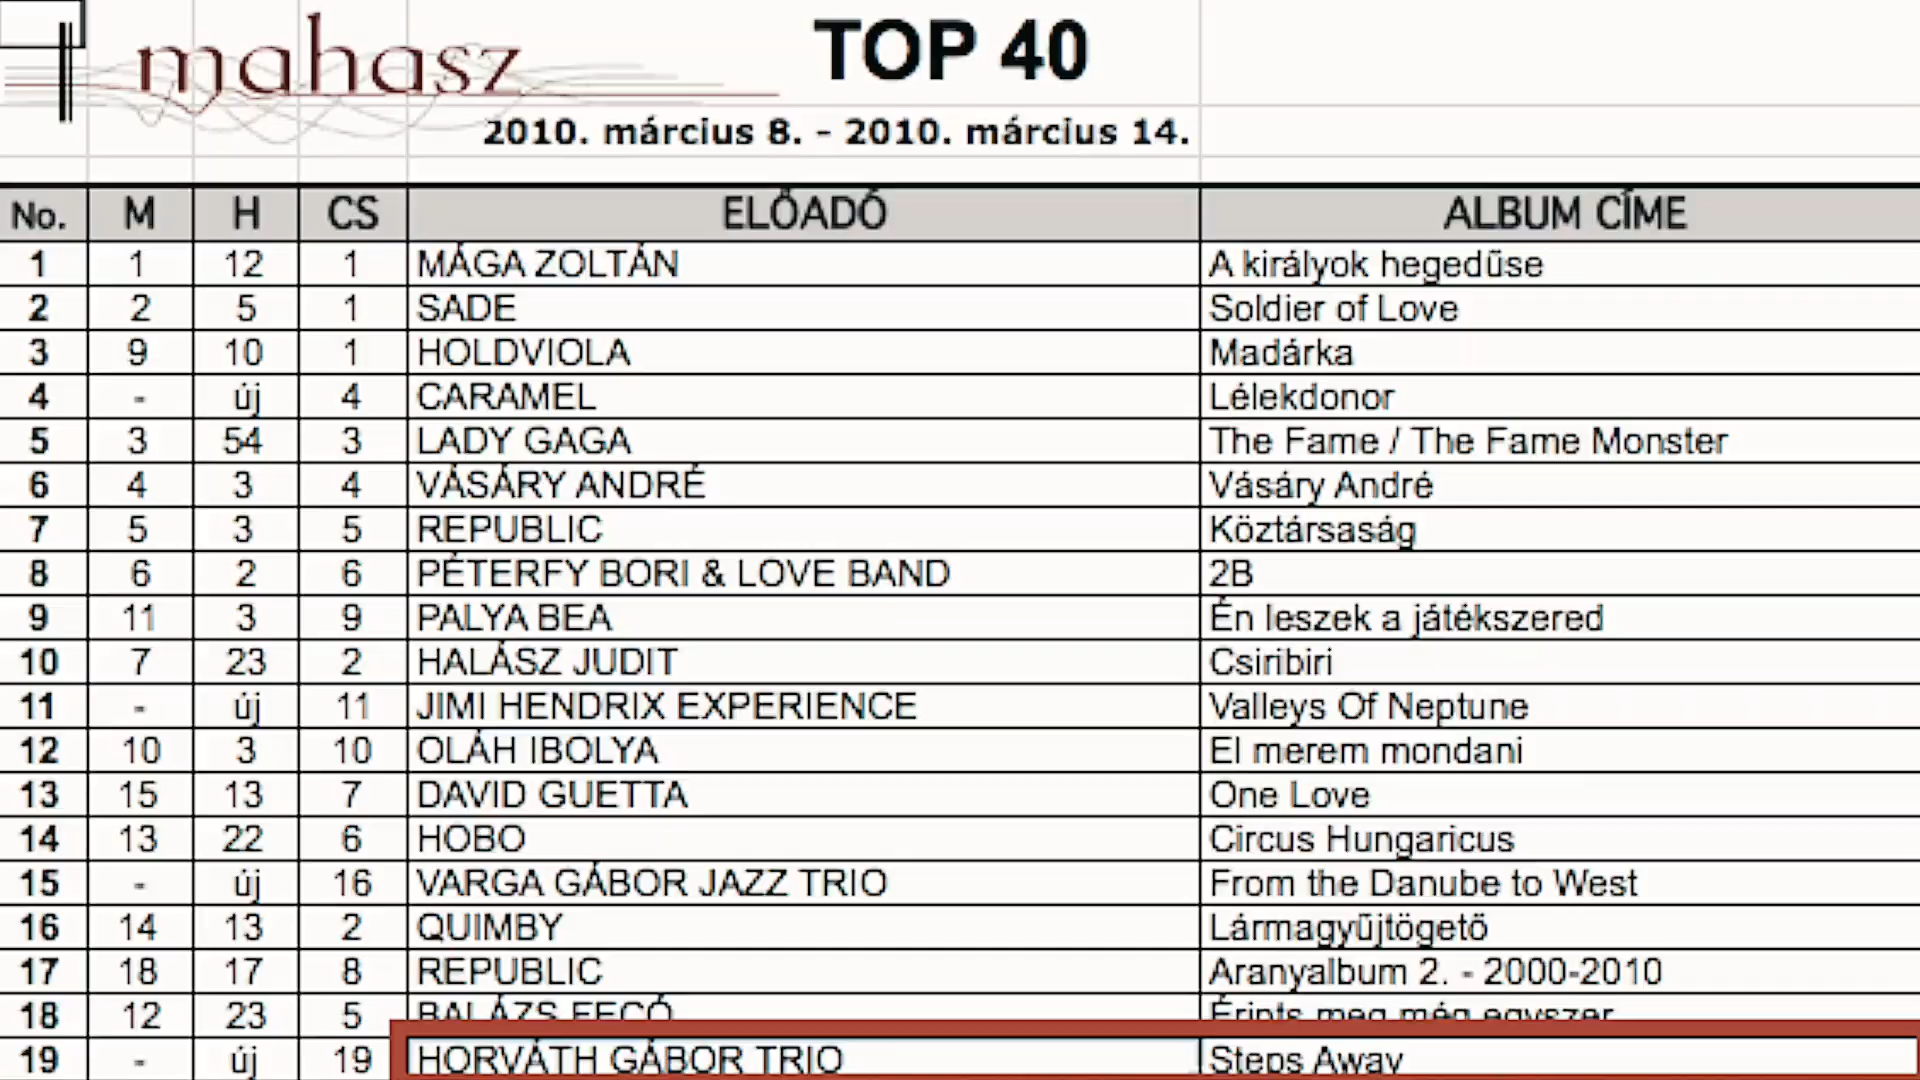 mahasz
TOP 40
2010. március 8. - 2010. március 14.
No. M H CS ELŐADÓ ALBUM CÍME
1 1 12 1 MÁGA ZOLTÁN A királyok hegedűse
2 2 5 1 SADE Soldier of Love
3 9 10 1 HOLDVIOLA Madárka
4 - új 4 CARAMEL Lélekdonor
5 3 54 3 LADY GAGA The Fame / The Fame Monster
6 4 3 4 VÁSÁRY ANDRÉ Vásáry André
7 5 3 5 REPUBLIC Köztársaság
8 6 2 6 PÉTERFY BORI & LOVE BAND 2B
9 11 3 9 PALYA BEA Én leszek a játékszered
10 7 23 2 HALÁSZ JUDIT Csiribiri
11 - új 11 JIMI HENDRIX EXPERIENCE Valleys Of Neptune
12 10 3 10 OLÁH IBOLYA El merem mondani
13 15 13 7 DAVID GUETTA One Love
14 13 22 6 HOBO Circus Hungaricus
15 - új 16 VARGA GÁBOR JAZZ TRIO From the Danube to West
16 14 13 2 QUIMBY Lármagyűjtögető
17 18 17 8 REPUBLIC Aranyalbum 2. - 2000-2010
18 12 23 5 BALÁZS FECÓ Érints meg még egyszer
19 - új 19 HORVÁTH GÁBOR TRIO Steps Away